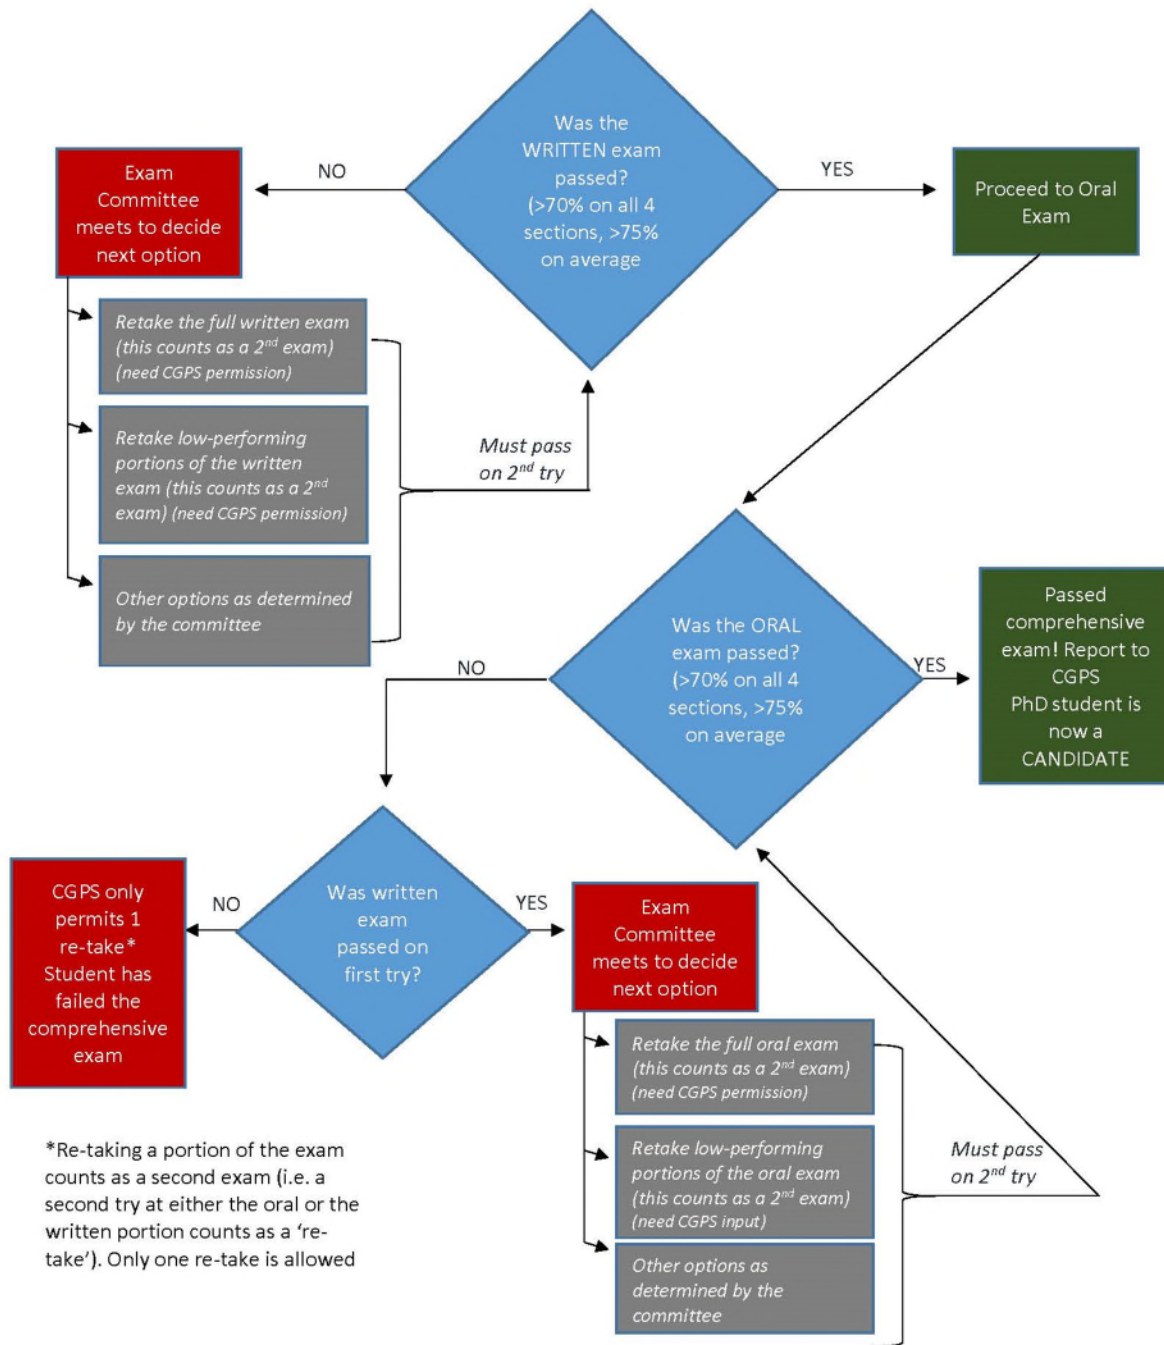 Was the
WRITTEN exam
passed?
(>70% on all 4
sections, >75%
on average
NO
YES
Exam
Committee
meets to decide
next option
Proceed to Oral
Exam
Retake the full written exam
(this counts as a 2nd exam)
(need CGPS permission)
Retake low-performing
portions of the written
exam (this counts as a 2nd
exam) (need CGPS permission)
Other options as determined
by the committee
Must pass
on 2nd try
Was the ORAL
exam passed?
(>70% on all 4
sections, >75%
on average
NO
YES
Passed
comprehensive
exam! Report to
CGPS
PhD student is
now a
CANDIDATE
Was written
exam
passed on
first try?
NO
YES
CGPS only
permits 1
re-take*
Student has
failed the
comprehensive
exam
Exam
Committee
meets to decide
next option
Retake the full oral exam
(this counts as a 2nd exam)
(need CGPS permission)
Retake low-performing
portions of the oral exam
(this counts as a 2nd exam)
(need CGPS input)
Other options as
determined by the
committee
Must pass
on 2nd try
*Re-taking a portion of the exam
counts as a second exam (i.e. a
second try at either the oral or the
written portion counts as a ‘re-
take’). Only one re-take is allowed